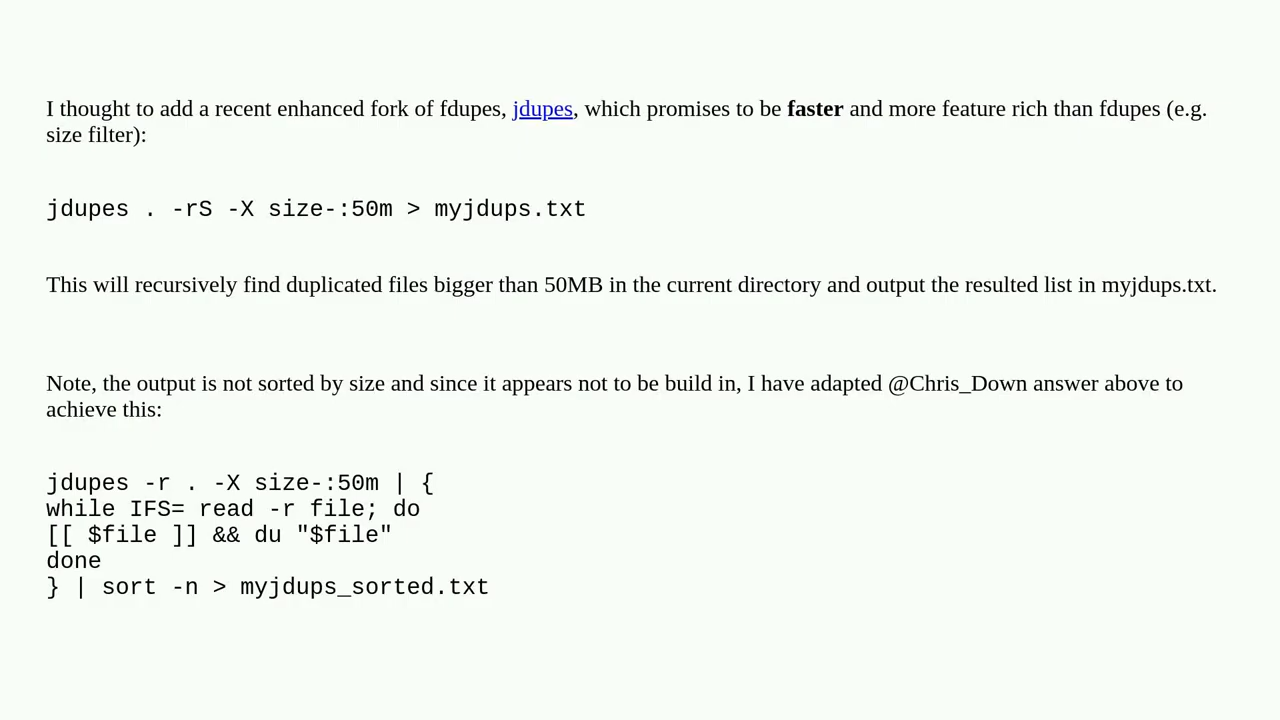 I thought to add a recent enhanced fork of fdupes, jdupes, which promises to be faster and more feature rich than fdupes (e.g.
size filter):
jdupes . -rS -X size-:50m > myjdups.txt
This will recursively find duplicated files bigger than 50MB in the current directory and output the resulted list in myjdups.txt.
Note, the output is not sorted by size and since it appears not to be build in, I have adapted @Chris_Down answer above to
achieve this:
jdupes -r . -X size-:50m | {
while IFS= read -r file; do
[[ $file ]] && du "$file"
done
} | sort -n > myjdups_sorted.txt